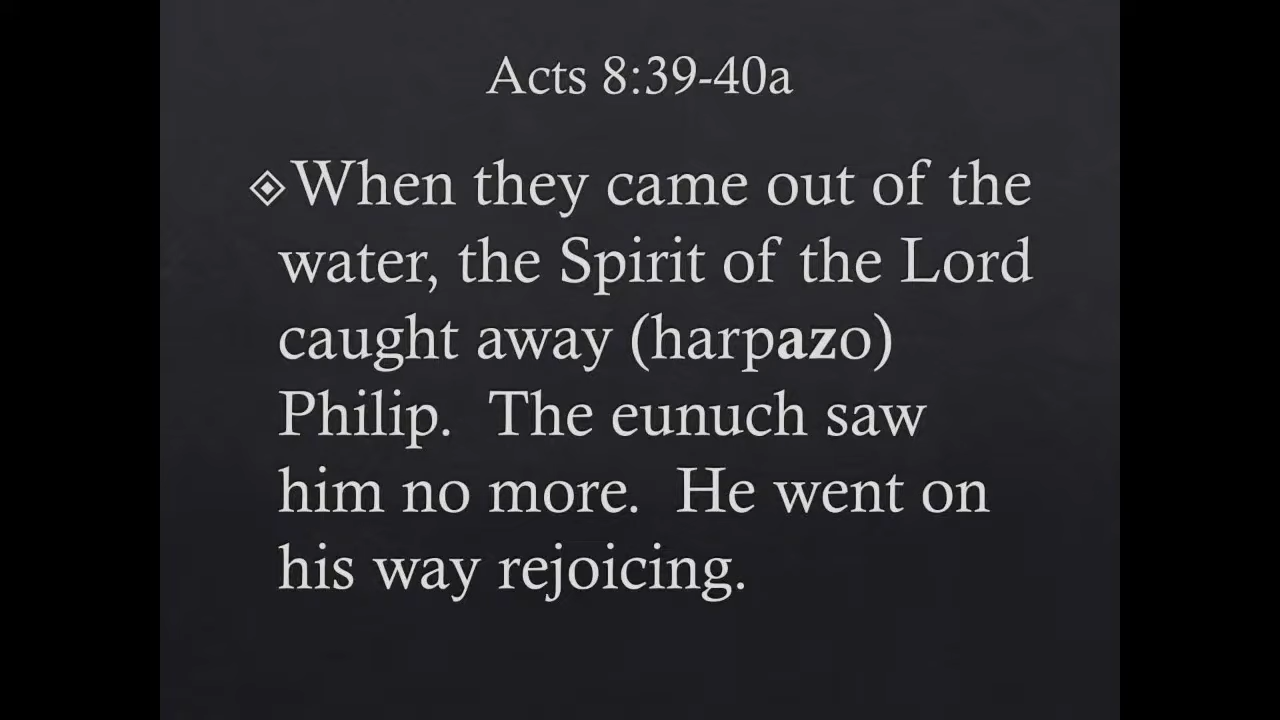 Acts 8:39-40a
When they came out of the
water, the Spirit of the Lord
caught away (harpazo)
Philip.  The eunuch saw
him no more.  He went on
his way rejoicing.